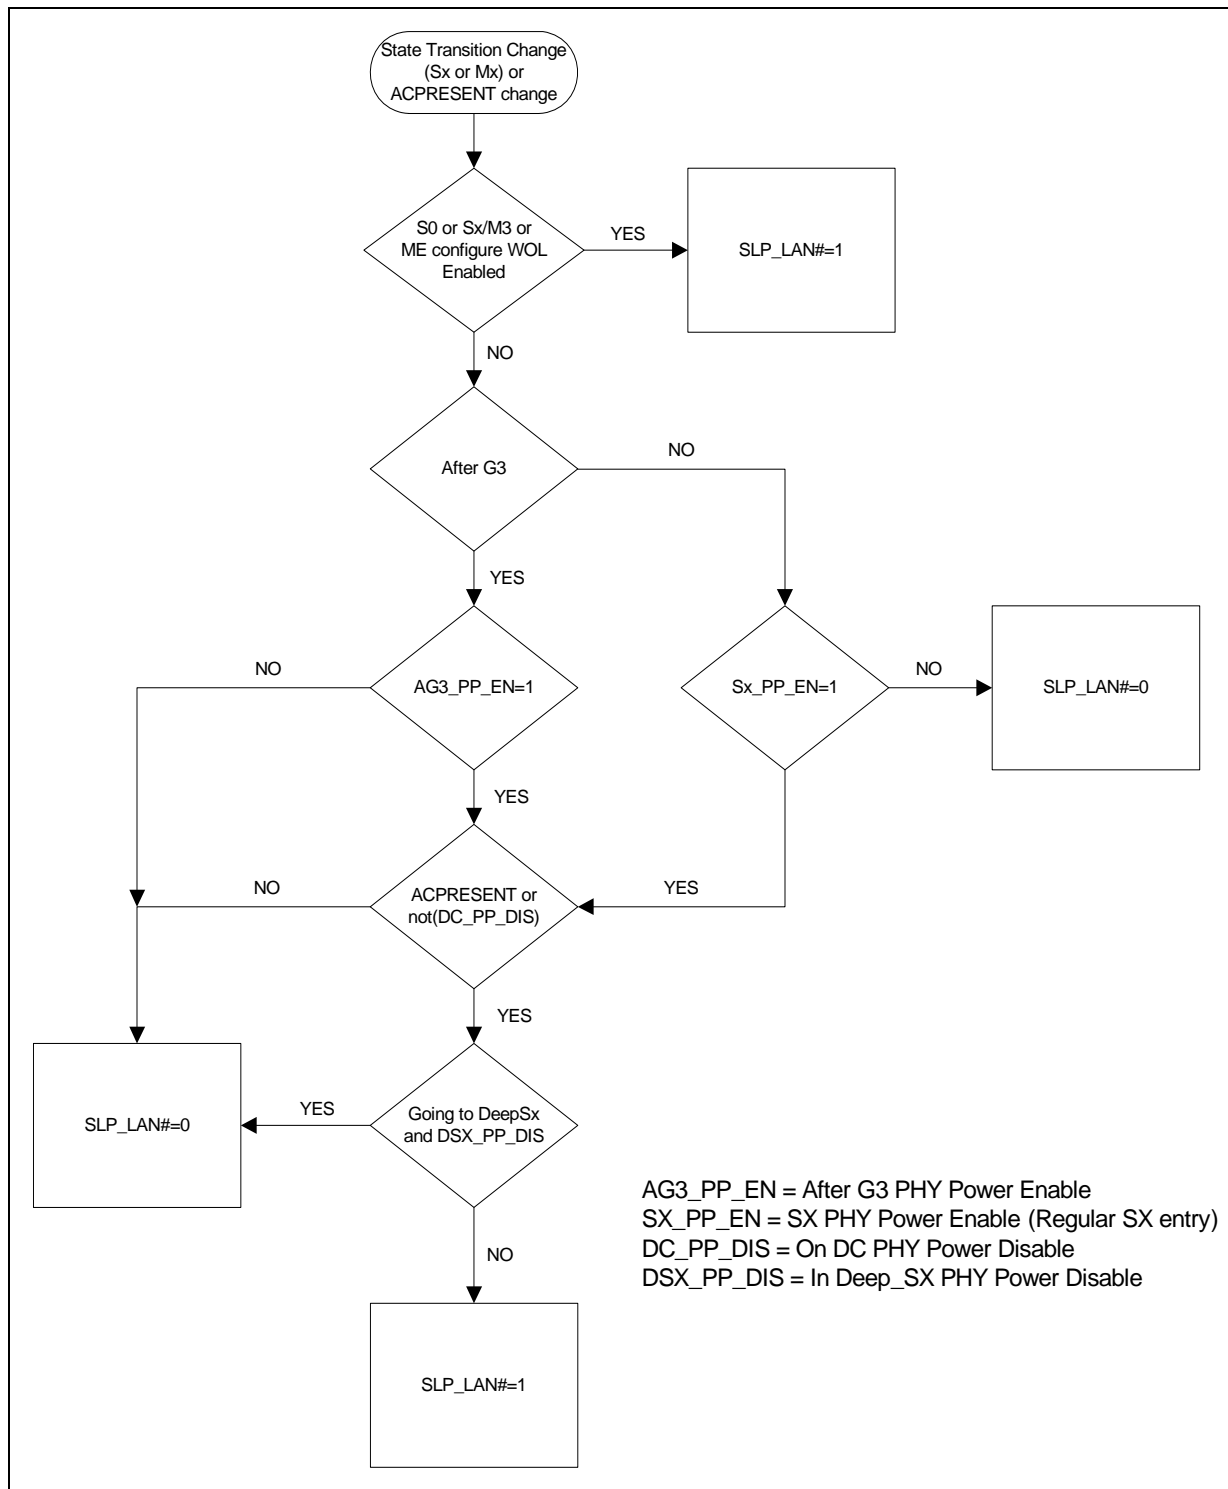 State Transition Change
(Sx or Mx) or
ACPRESENT change
S0 or Sx/M3 or
ME configure WOL
Enabled
YES
SLP_LAN#=1
NO
After G3
NO
YES
AG3_PP_EN=1
NO
Sx_PP_EN=1
NO
SLP_LAN#=0
YES
ACPRESENT or
not(DC_PP_DIS)
NO
YES
YES
SLP_LAN#=0
YES
Going to DeepSx
and DSX_PP_DIS
NO
SLP_LAN#=1
AG3_PP_EN = After G3 PHY Power Enable
SX_PP_EN = SX PHY Power Enable (Regular SX entry)
DC_PP_DIS = On DC PHY Power Disable
DSX_PP_DIS = In Deep_SX PHY Power Disable